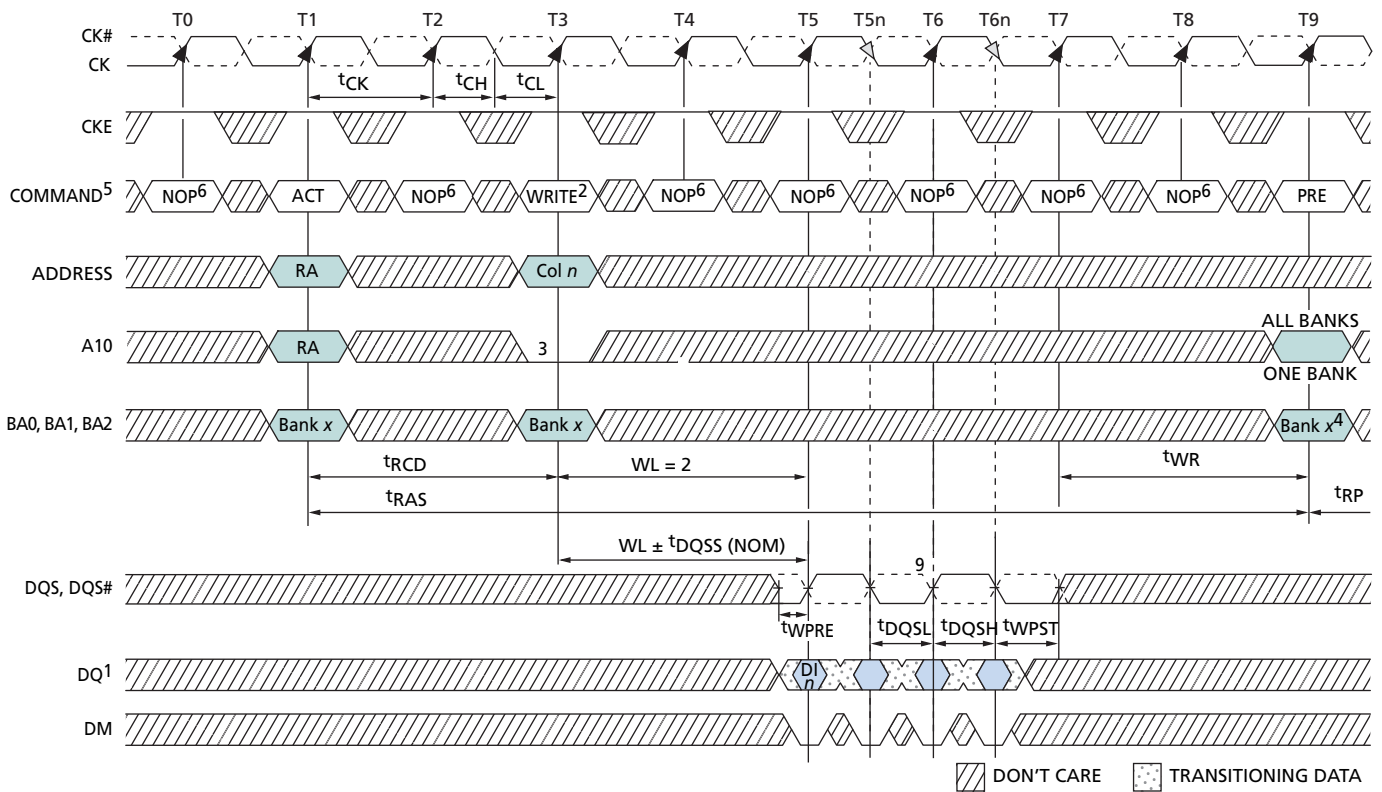 T0 T1 T2 T3 T4 T5 T5n T6 T6n T7 T8 T9
CK#
CK
tCK tCH tCL
CKE
COMMAND5 NOP6 ACT NOP6 WRITE2 NOP6 NOP6 NOP6 NOP6 NOP6 PRE
ADDRESS RA Col n
ALL BANKS
A10 RA 3
ONE BANK
BA0, BA1, BA2 Bank x Bank x Bank x4
tRCD WL = 2 tWR
tRAS tRP
WL ± tDQSS (NOM)
9
DQS, DQS#
tWPRE tDQSL tDQSH tWPST
DQ1 DI n
DM
DON'T CARE TRANSITIONING DATA